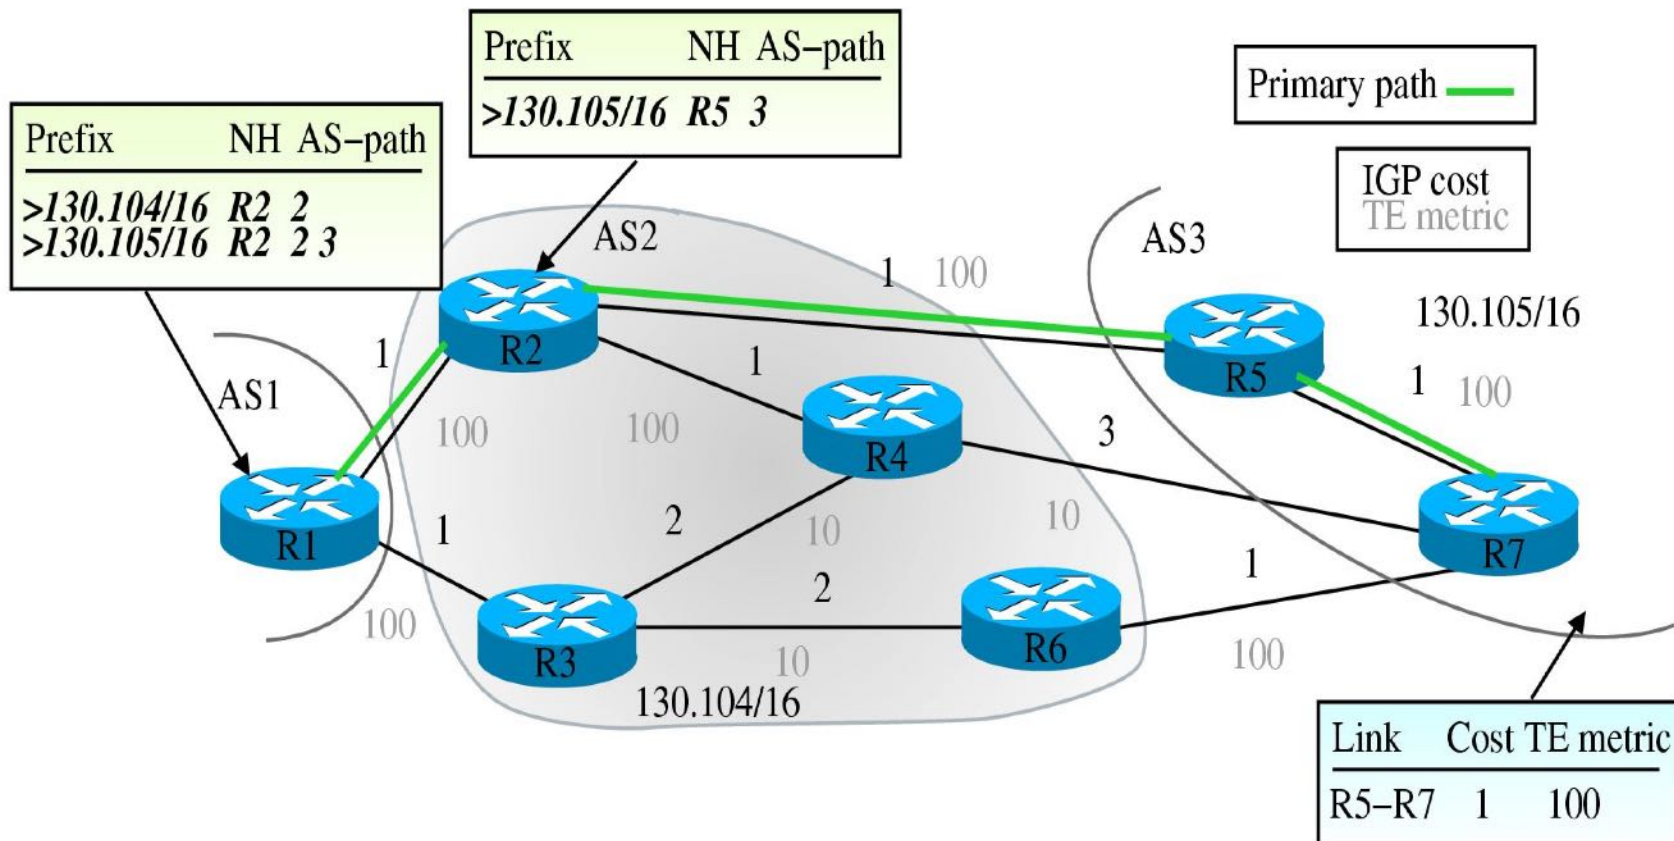 Prefix NH AS-path
>130.105/16 R5 3
Primary path
Prefix NH AS-path
>130.104/16 R2 2
>130.105/16 R2 2 3
IGP cost
TE metric
AS2
AS3
1 100
130.105/16
R2
1
1
R5
1 100
AS1
100
100
3
R4
R1
1
2
10
10
R7
2
1
100
R3
10
R6
100
130.104/16
Link Cost TE metric
R5-R7 1 100